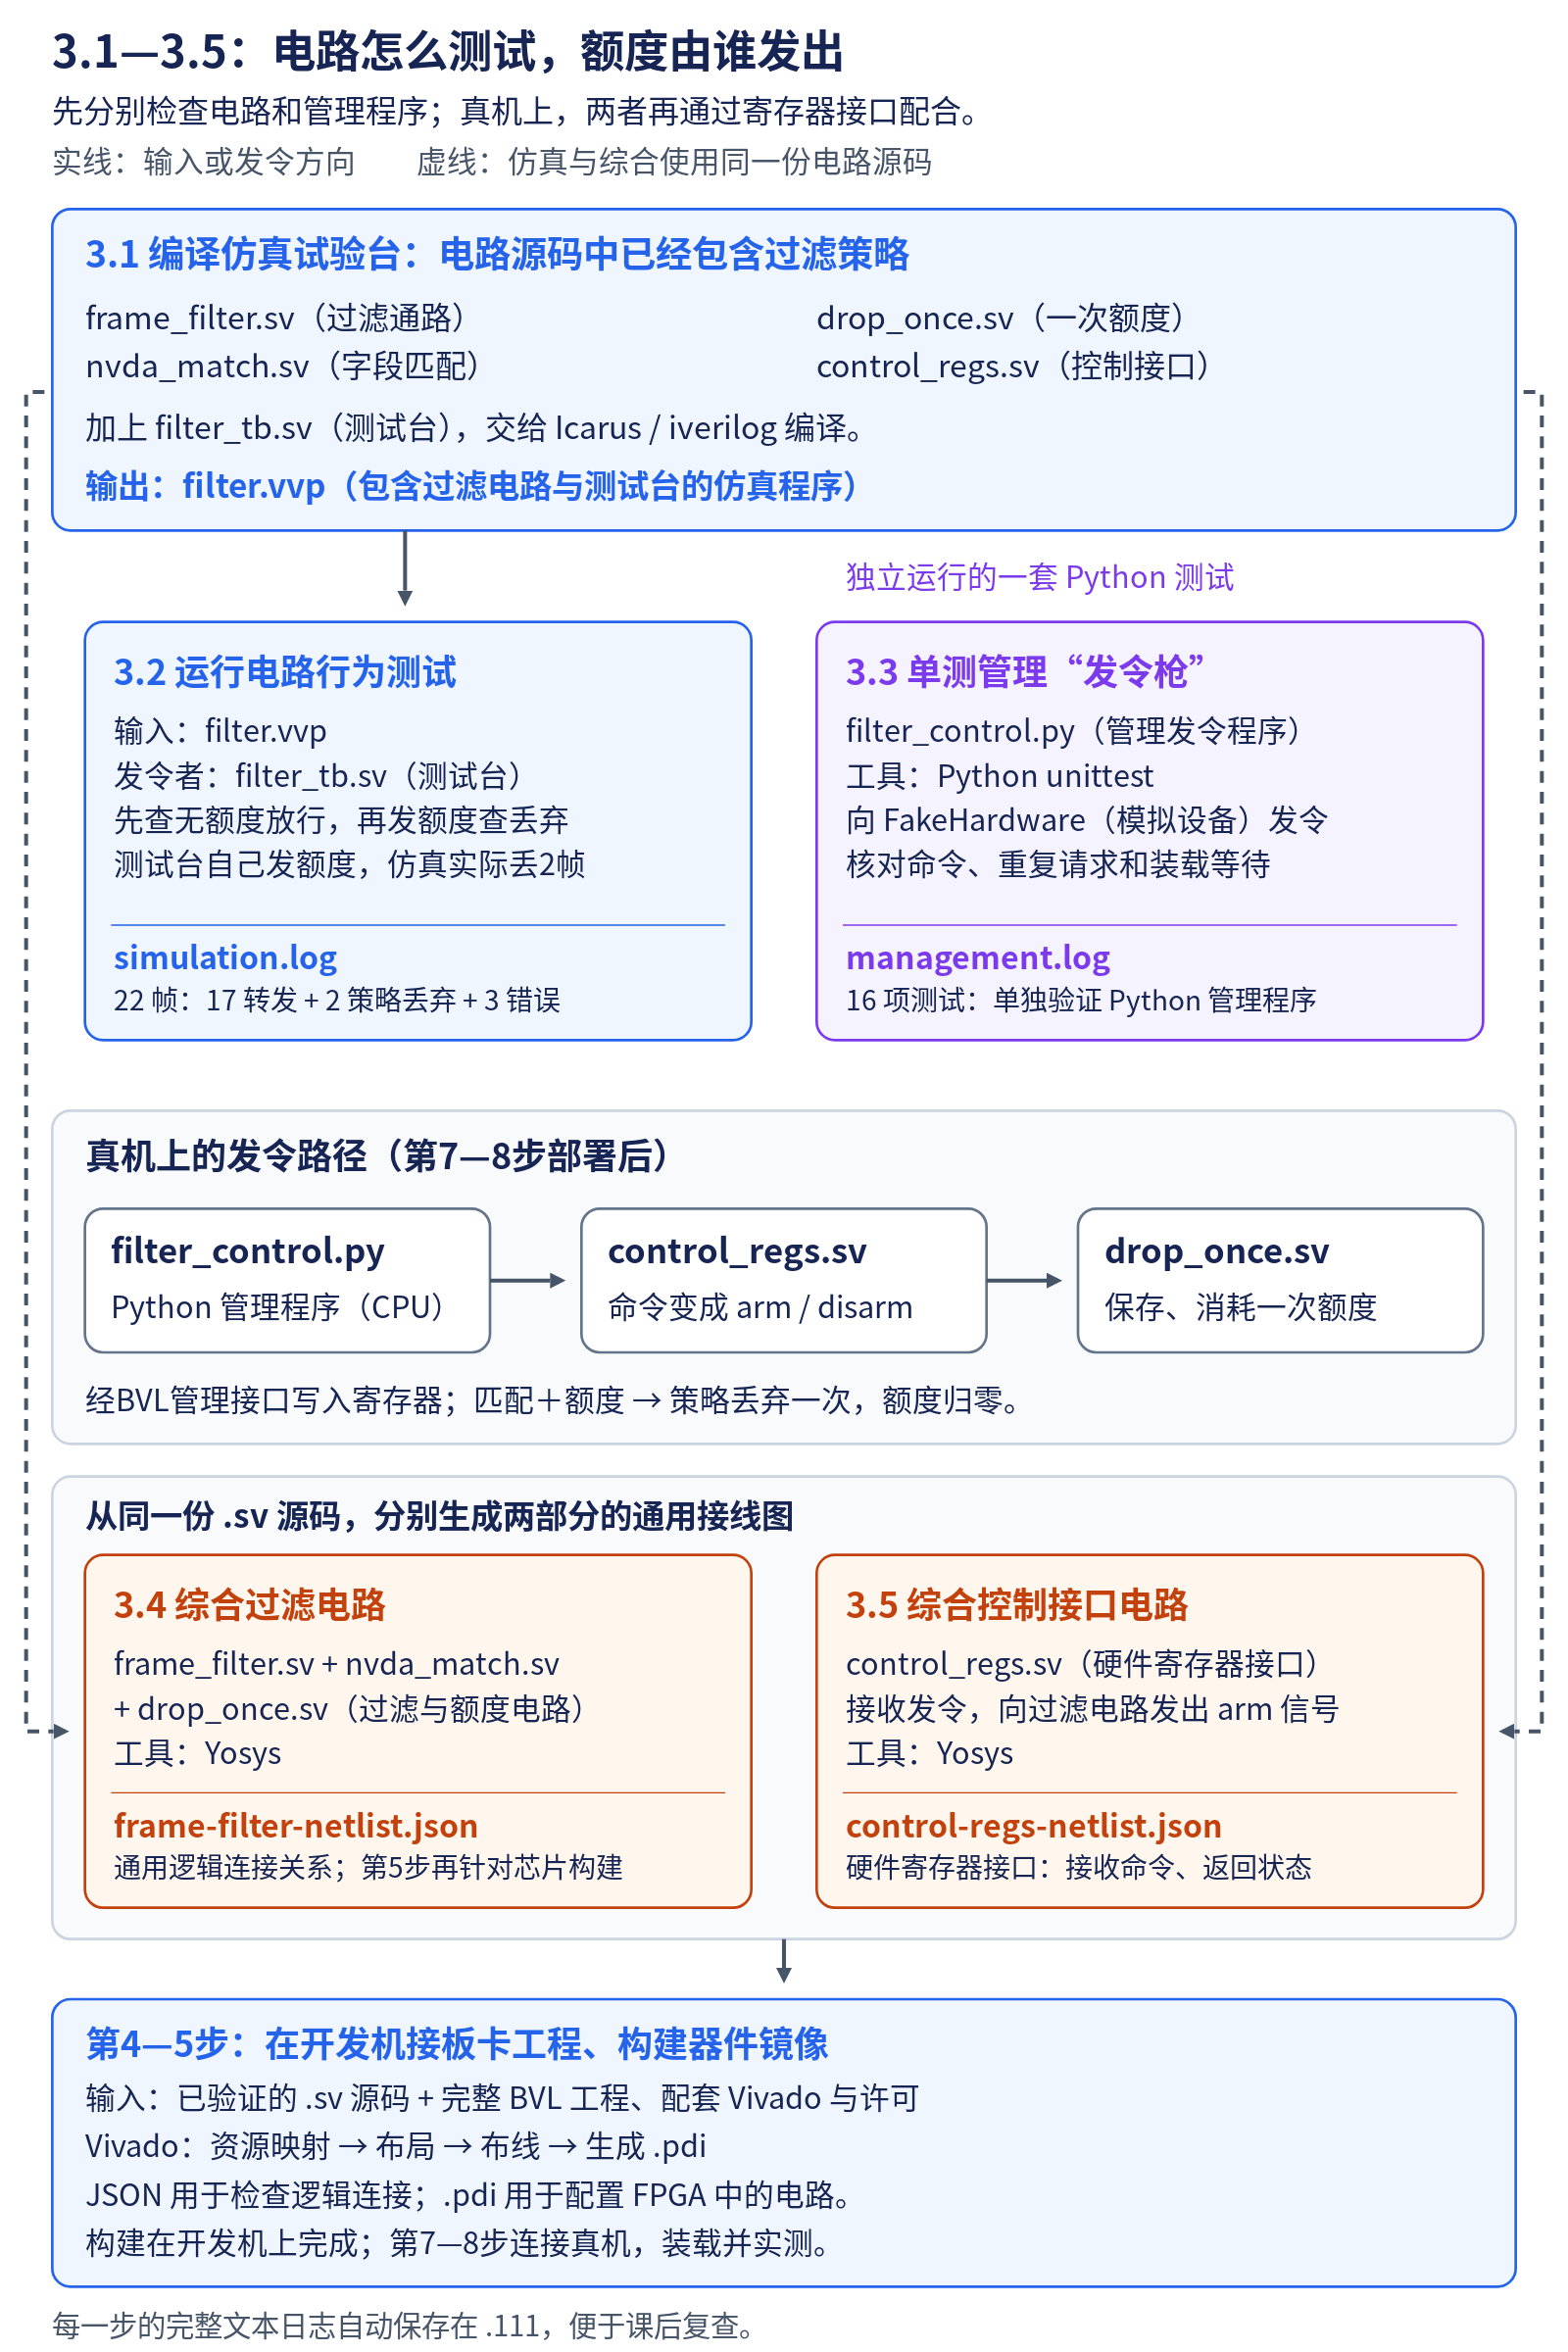 3.1—3.5：电路怎么测试，额度由谁发出
先分别检查电路和管理程序；真机上，两者再通过寄存器接口配合。
实线：输入或发令方向　　虚线：仿真与综合使用同一份电路源码
3.1 编译仿真试验台：电路源码中已经包含过滤策略
frame_filter.sv（过滤通路）
drop_once.sv（一次额度）
nvda_match.sv（字段匹配）
control_regs.sv（控制接口）
加上 filter_tb.sv（测试台），交给 Icarus / iverilog 编译。
输出：filter.vvp（包含过滤电路与测试台的仿真程序）
独立运行的一套 Python 测试
3.2 运行电路行为测试
输入：filter.vvp
发令者：filter_tb.sv（测试台）
先查无额度放行，再发额度查丢弃
测试台自己发额度，仿真实际丢2帧
simulation.log
22 帧：17 转发 + 2 策略丢弃 + 3 错误
3.3 单测管理“发令枪”
filter_control.py（管理发令程序）
工具：Python unittest
向 FakeHardware（模拟设备）发令
核对命令、重复请求和装载等待
management.log
16 项测试：单独验证 Python 管理程序
真机上的发令路径（第7—8步部署后）
filter_control.py
Python 管理程序（CPU）
control_regs.sv
命令变成 arm / disarm
drop_once.sv
保存、消耗一次额度
经BVL管理接口写入寄存器；匹配＋额度 → 策略丢弃一次，额度归零。
从同一份 .sv 源码，分别生成两部分的通用接线图
3.4 综合过滤电路
frame_filter.sv + nvda_match.sv
+ drop_once.sv（过滤与额度电路）
工具：Yosys
frame-filter-netlist.json
通用逻辑连接关系；第5步再针对芯片构建
3.5 综合控制接口电路
control_regs.sv（硬件寄存器接口）
接收发令，向过滤电路发出 arm 信号
工具：Yosys
control-regs-netlist.json
硬件寄存器接口：接收命令、返回状态
第4—5步：在开发机接板卡工程、构建器件镜像
输入：已验证的 .sv 源码 + 完整 BVL 工程、配套 Vivado 与许可
Vivado：资源映射 → 布局 → 布线 → 生成 .pdi
JSON 用于检查逻辑连接；.pdi 用于配置 FPGA 中的电路。
构建在开发机上完成；第7—8步连接真机，装载并实测。
每一步的完整文本日志自动保存在 .111，便于课后复查。